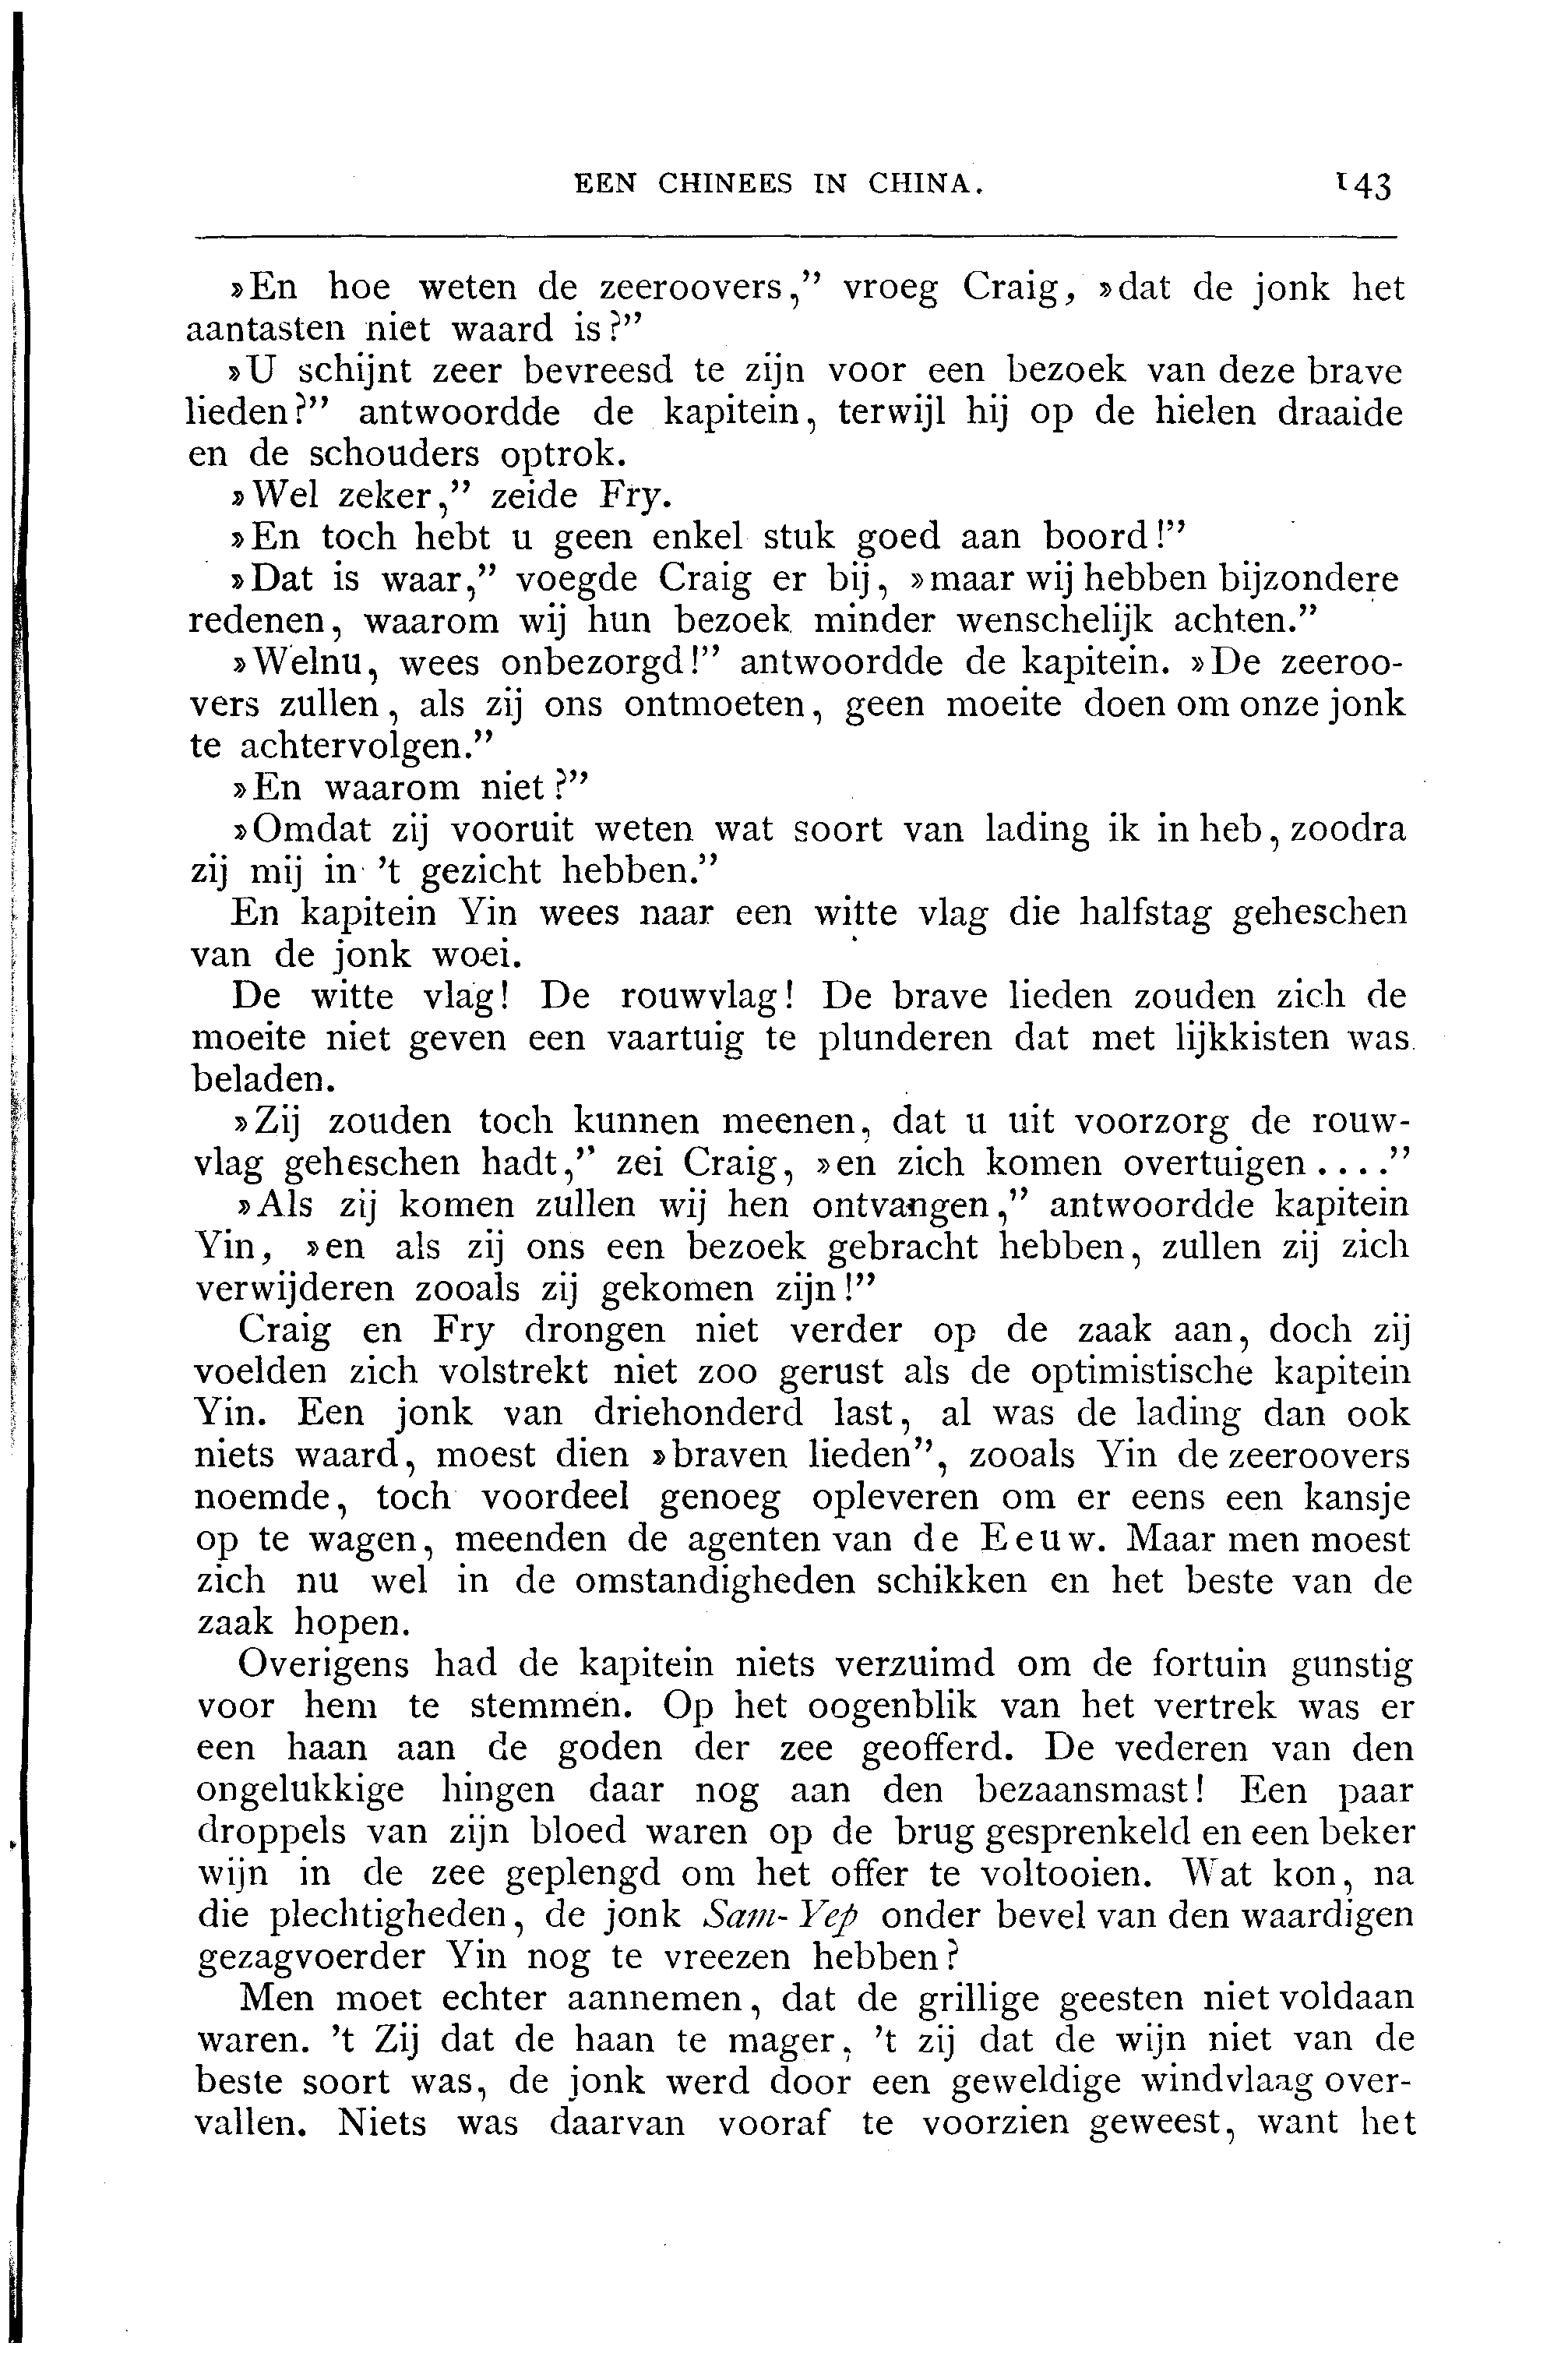 EEN CHINEES IN CHINA. 143
»En hoe weten de zeeroovers,” vroeg Craig, »dat de jonk het
aantasten niet waard is?”
»U schijnt zeer bevreesd te zijn voor een bezoek van deze brave
lieden?” antwoordde de kapitein, terwijl hij op de hielen draaide
en de schouders optrok.
»Wel zeker,” zeide Fry.
»En toch hebt u geen enkel stuk goed aan boord!”
»Dat is waar,” voegde Craig er bij, »maar wij hebben bijzondere
redenen, waarom wij hun bezoek minder wenschelijk achten.”
»Welnu, wees onbezorgd!” antwoordde de kapitein. »De zeeroo-
vers zullen, als zij ons ontmoeten, geen moeite doen om onze jonk
te achtervolgen.”
»En waarom niet?”
»Omdat zij vooruit weten wat soort van lading ik in heb, zoodra
zij mij in 't gezicht hebben.”
En kapitein Yin wees naar een witte vlag die halfstag geheschen
van de jonk woei.
De witte vlag! De rouwvlag! De brave lieden zouden zich de
moeite niet geven een vaartuig te plunderen dat met lijkkisten was
beladen.
»Zij zouden toch kunnen meenen, dat u uit voorzorg de rouw-
vlag geheschen hadt,” zei Craig, »en zich komen overtuigen....”
»Als zij komen zullen wij hen ontvangen,” antwoordde kapitein
Yin, »en als zij ons een bezoek gebracht hebben, zullen zij zich
verwijderen zooals zij gekomen zijn!”
Craig en Fry drongen niet verder op de zaak aan, doch zij
voelden zich volstrekt niet zoo gerust als de optimistische kapitein
Yin. Een jonk van driehonderd last, al was de lading dan ook
niets waard, moest dien »braven lieden”, zooals Yin de zeeroovers
noemde, toch voordeel genoeg opleveren om er eens een kansje
op te wagen, meenden de agenten van de Eeuw. Maar men moest
zich nu wel in de omstandigheden schikken en het beste van de
zaak hopen.
Overigens had de kapitein niets verzuimd om de fortuin gunstig
voor hem te stemmen. Op het oogenblik van het vertrek was er
een haan aan de goden der zee geofferd. De vederen van den
ongelukkige hingen daar nog aan den bezaansmast! Een paar
droppels van zijn bloed waren op de brug gesprenkeld en een beker
wijn in de zee geplengd om het offer te voltooien. Wat kon, na
die plechtigheden, de jonk Sam-Yep onder bevel van den waardigen
gezagvoerder Yin nog te vreezen hebben?
Men moet echter aannemen, dat de grillige geesten niet voldaan
waren. 't Zij dat de haan te mager, 't zij dat de wijn niet van de
beste soort was, de jonk werd door een geweldige windvlaag over-
vallen. Niets was daarvan vooraf te voorzien geweest, want het